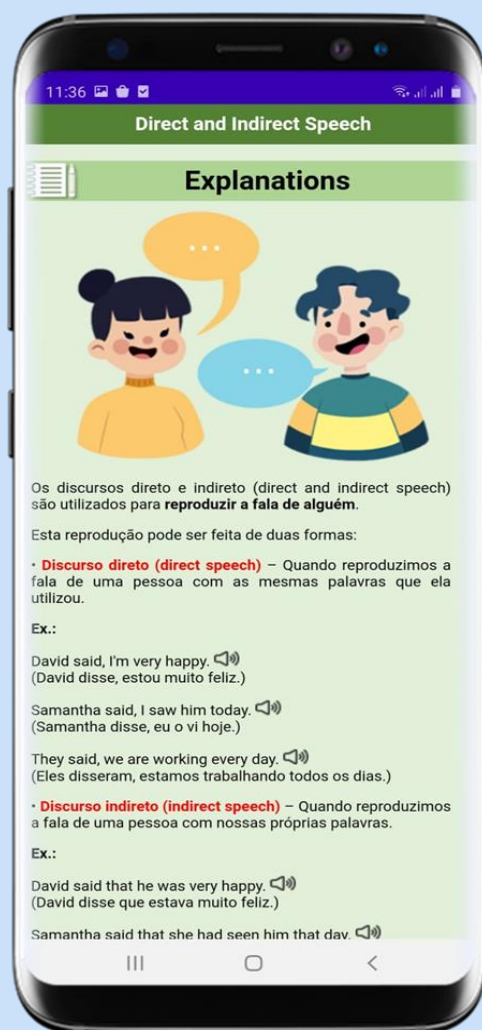 11:36
Direct and Indirect Speech
Explanations
Os discursos direto e indireto (direct and indirect speech)
são utilizados para reproduzir a fala de alguém.
Esta reprodução pode ser feita de duas formas:
• Discurso direto (direct speech) – Quando reproduzimos a
fala de uma pessoa com as mesmas palavras que ela
utilizou.
Ex.:
David said, I'm very happy.
(David disse, estou muito feliz.)
Samantha said, I saw him today.
(Samantha disse, eu o vi hoje.)
They said, we are working every day.
(Eles disseram, estamos trabalhando todos os dias.)
• Discurso indireto (indirect speech) – Quando reproduzimos
a fala de uma pessoa com nossas próprias palavras.
Ex.:
David said that he was very happy.
(David disse que estava muito feliz.)
Samantha said that she had seen him that day.